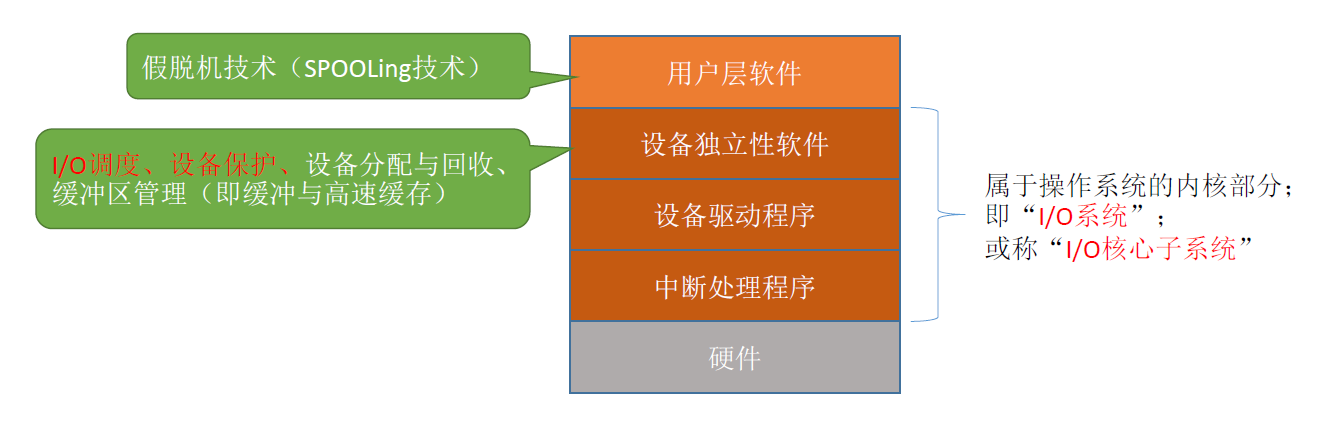 假脱机技术（SPOOLing技术）
用户层软件
I/O调度、设备保护、设备分配与回收、
缓冲区管理（即缓冲与高速缓存）
设备独立性软件
设备驱动程序
中断处理程序
硬件
属于操作系统的内核部分；
即“I/O系统”；
或称“I/O核心子系统”